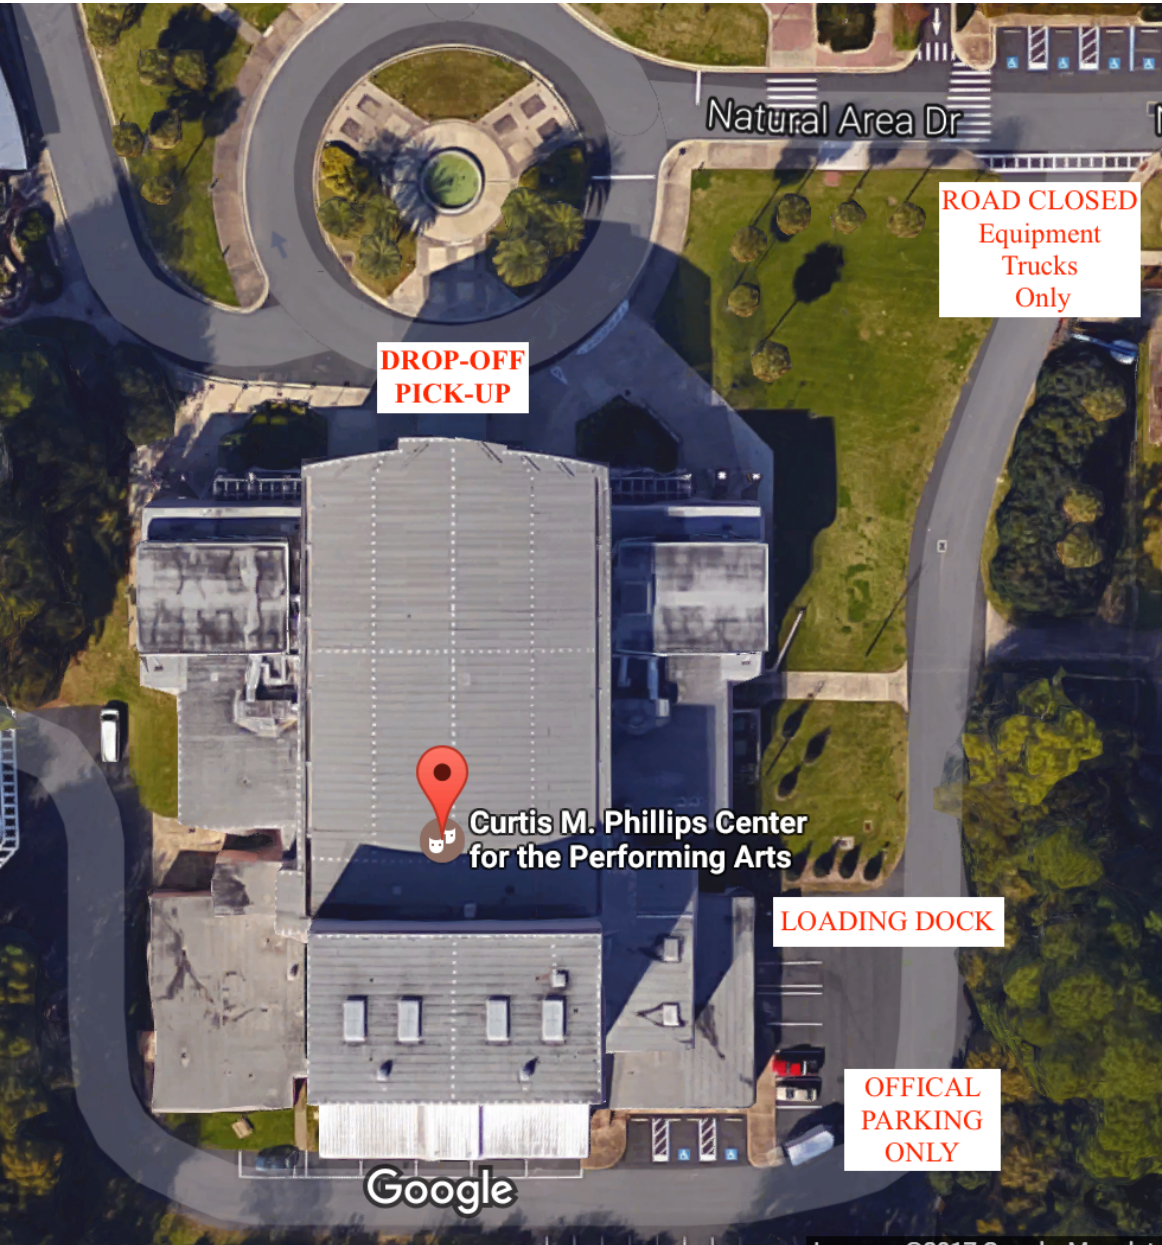 Natural Area Dr
ROAD CLOSED
Equipment
Trucks
Only
DROP-OFF
PICK-UP
Curtis M. Phillips Center
for the Performing Arts
LOADING DOCK
OFFICAL
PARKING
ONLY
Google